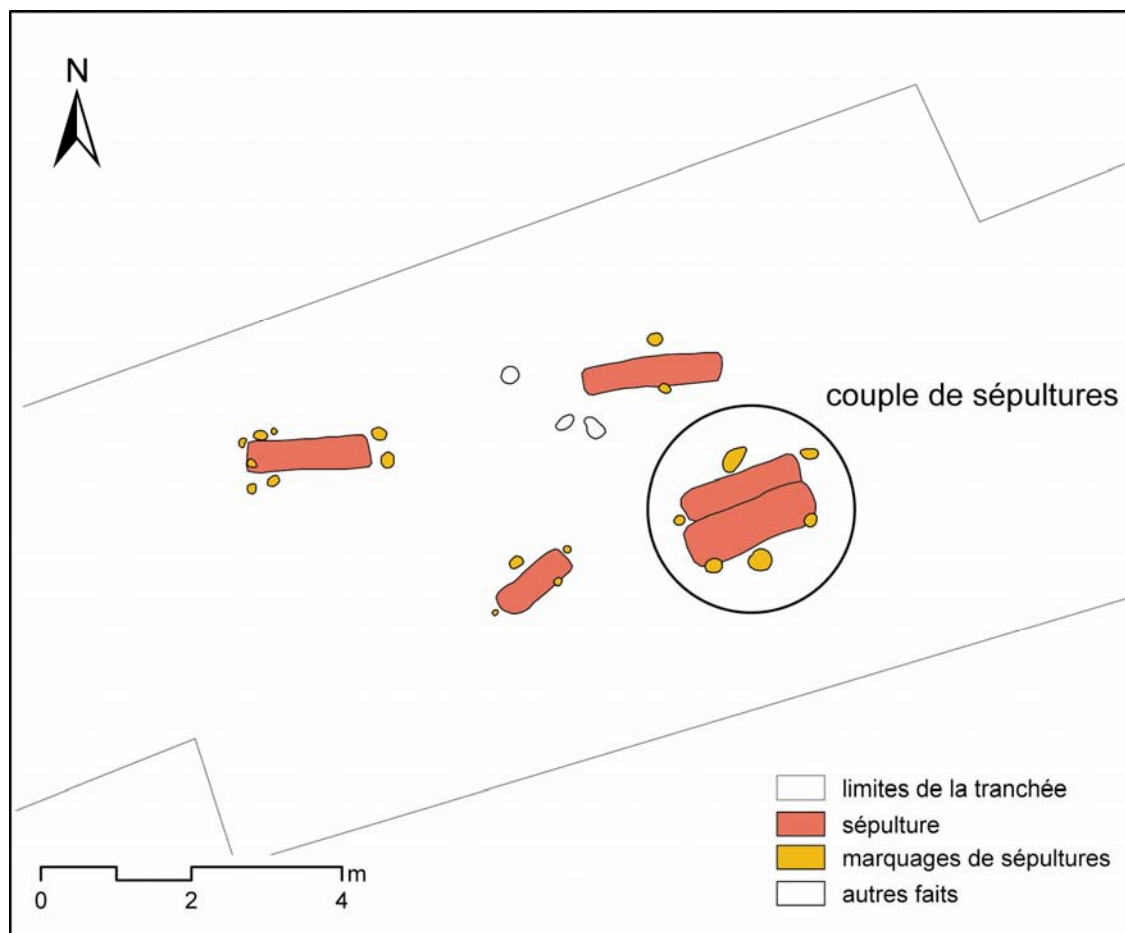 N
couple de sépultures
limites de la tranchée
sépulture
marquages de sépultures
autres faits
m
0 2 4